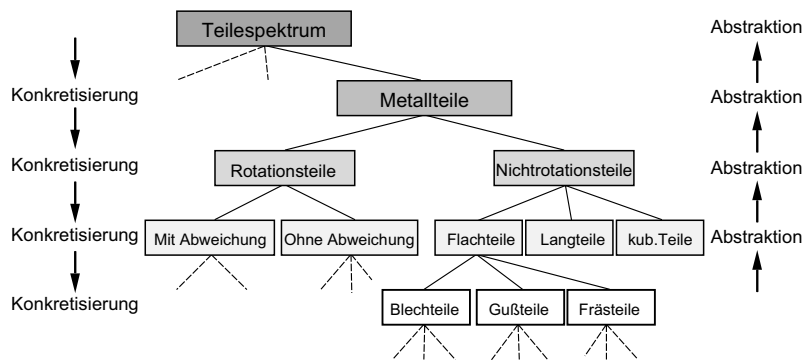 Teilespektrum
Abstraktion
Konkretisierung
Metallteile
Abstraktion
Konkretisierung
Rotationsteile
Nichtrotationsteile
Abstraktion
Konkretisierung
Mit Abweichung
Ohne Abweichung
Flachteile
Langteile
kub.Teile
Abstraktion
Konkretisierung
Blechteile
Gußteile
Frästeile